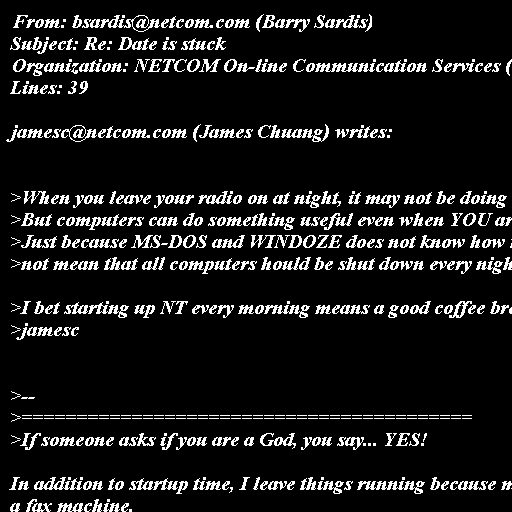 From: bsardis@netcom.com (Barry Sardis)
Subject: Re: Date is stuck
Organization: NETCOM On-line Communication Services (
Lines: 39

jamesc@netcom.com (James Chuang) writes:

>When you leave your radio on at night, it may not be doing
>But computers can do something useful even when YOU
>Just because MS-DOS and WINDOZE does not know how
>not mean that all computers hould be shut down every

>I bet starting up NT every morning means a good coffee
>jamesc

>--
>=========================================
>If someone asks if you are a God, you say... YES!

In addition to startup time, I leave things running because
a fax machine.